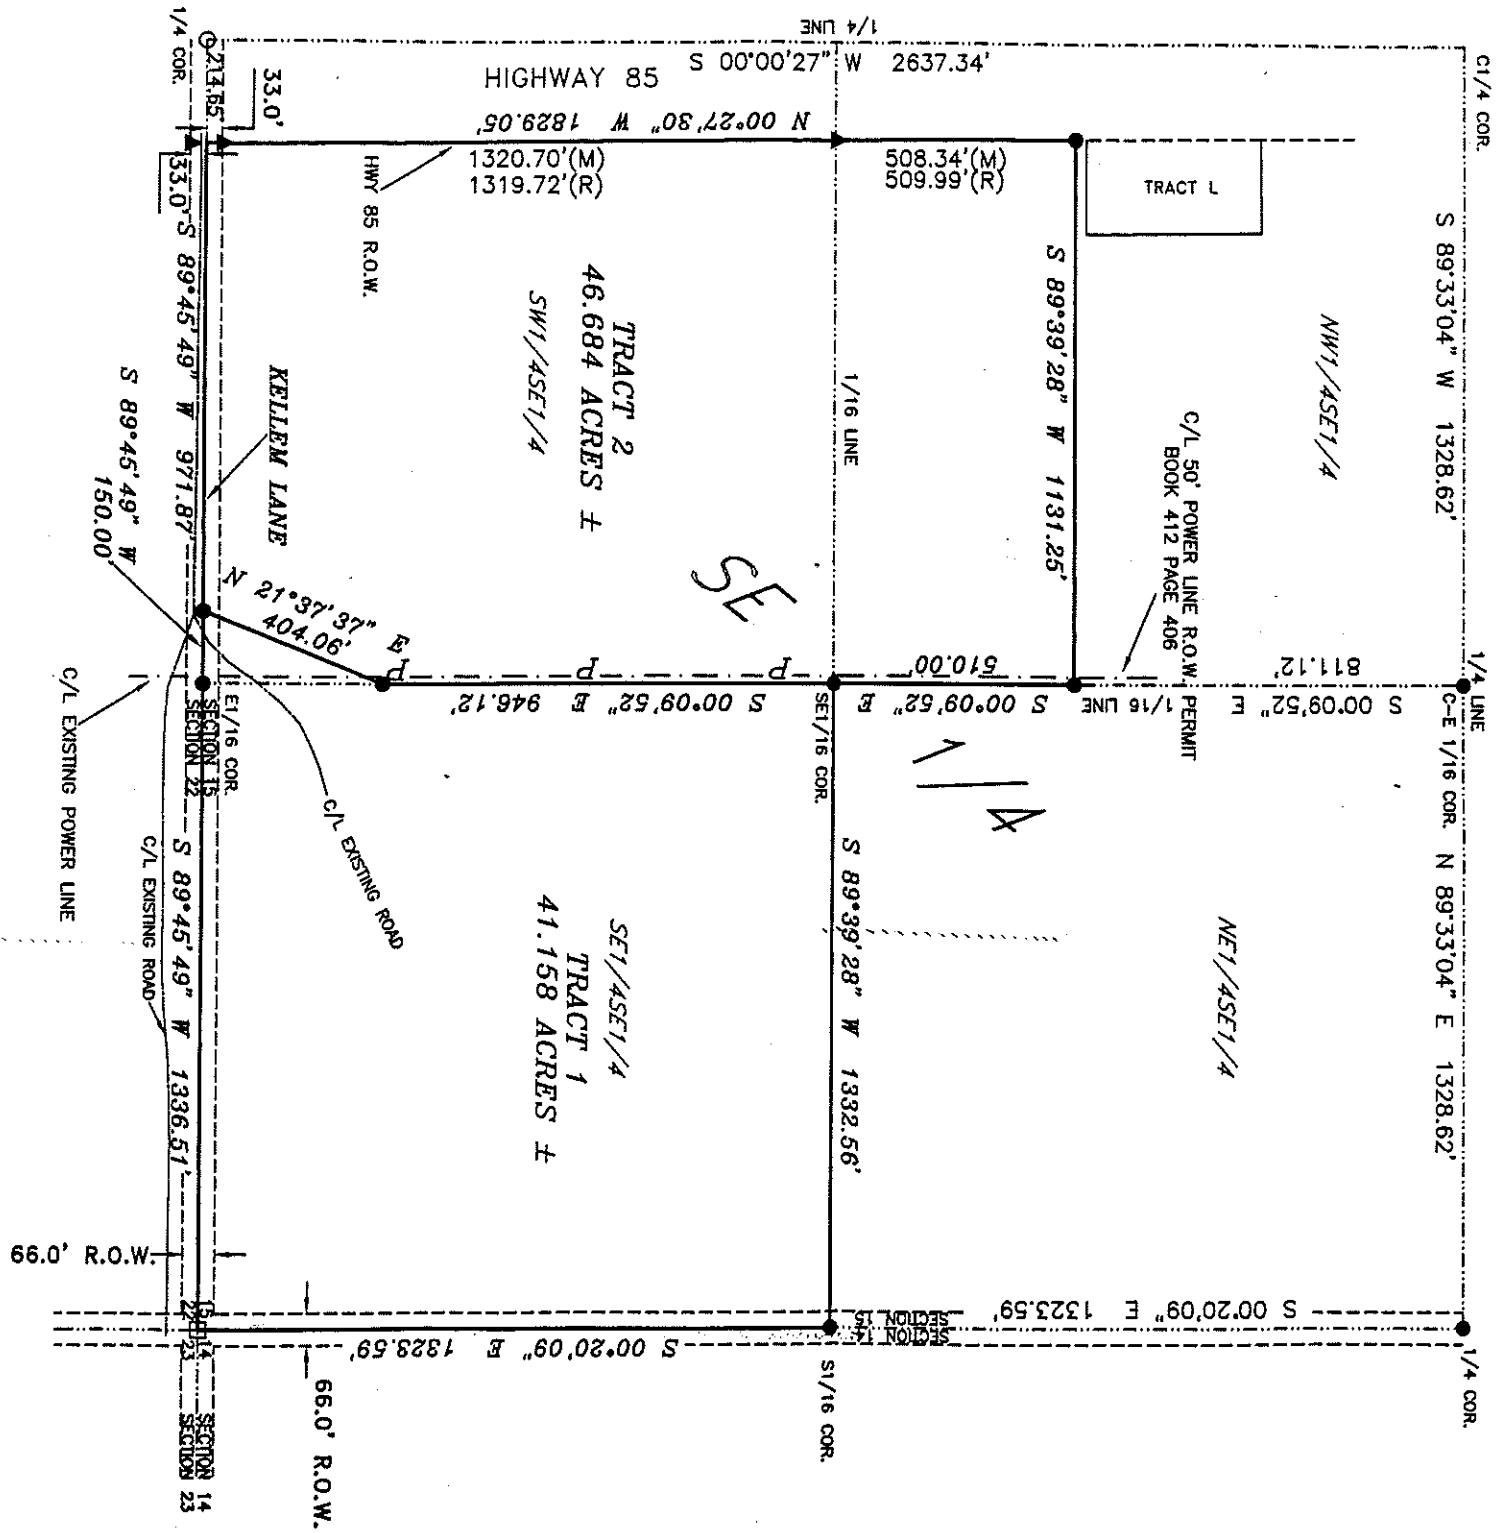 C1/4 COR.
S 89°33'04" W 1328.62'
1/4 LINE
C-E 1/16 COR.
N 89°33'04" E 1328.62'
1/4 COR.
NW1/4SE1/4
NE1/4SE1/4
TRACT L
C/L 50' POWER LINE R.O.W. PERMIT
BOOK 412 PAGE 406
811.12'
S 00°09'52" E
1/16 LINE
S 00°20'09" E 1323.59'
S 89°39'28" W 1131.25'
1/4 LINE
S 00°00'27" W 2637.34'
HIGHWAY 85
N 00°27'30" W 1829.05'
508.34'(M)
509.99'(R)
1320.70'(M)
1319.72'(R)
HWY 85 R.O.W.
1/16 LINE
510.00'
S 00°09'52" E
SE1/16 COR.
SE 1/4
S 89°39'28" W 1332.56'
SECTION 15
SECTION 14
S1/16 COR.
TRACT 2
46.684 ACRES ±
SW1/4SE1/4
P
P
P
S 00°09'52" E 946.12'
SE1/4SE1/4
TRACT 1
41.158 ACRES ±
S 00°20'09" E 1323.59'
N 21°37'37" E
404.06'
KELLEM LANE
C/L EXISTING ROAD
33.0'
33.0'
214.65
1/4 COR.
S 89°45'49" W 971.87'
S 89°45'49" W
150.00'
E1/16 COR.
SECTION 15
SECTION 22
S 89°45'49" W 1336.51'
C/L EXISTING POWER LINE
C/L EXISTING ROAD
66.0' R.O.W.
66.0' R.O.W.
15
14
22
23
SECTION 14
SECTION 23